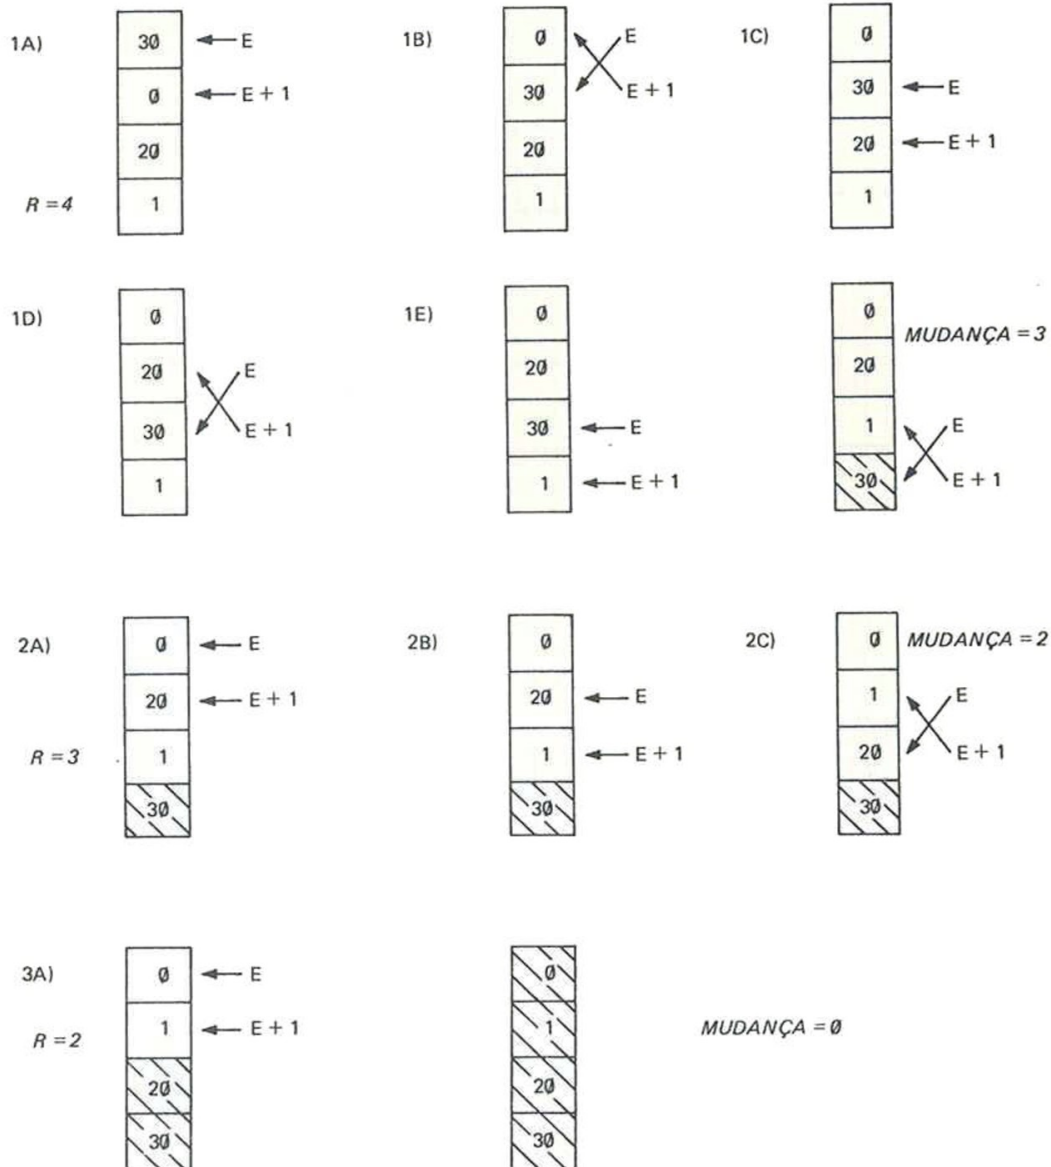 1A)
30 ← E
0 ← E + 1
20
R = 4
1
1B)
0
E
30
E + 1
20
1
1C)
0
30 ← E
20 ← E + 1
1
1D)
0
20
E
30
E + 1
1
1E)
0
20
30 ← E
1 ← E + 1
0
MUDANÇA = 3
20
1
E
30
E + 1
2A)
0 ← E
20 ← E + 1
R = 3
1
30
2B)
0
20 ← E
1 ← E + 1
30
2C)
0
MUDANÇA = 2
1
E
20
E + 1
30
3A)
0 ← E
R = 2
1 ← E + 1
20
30
0
1
MUDANÇA = 0
20
30